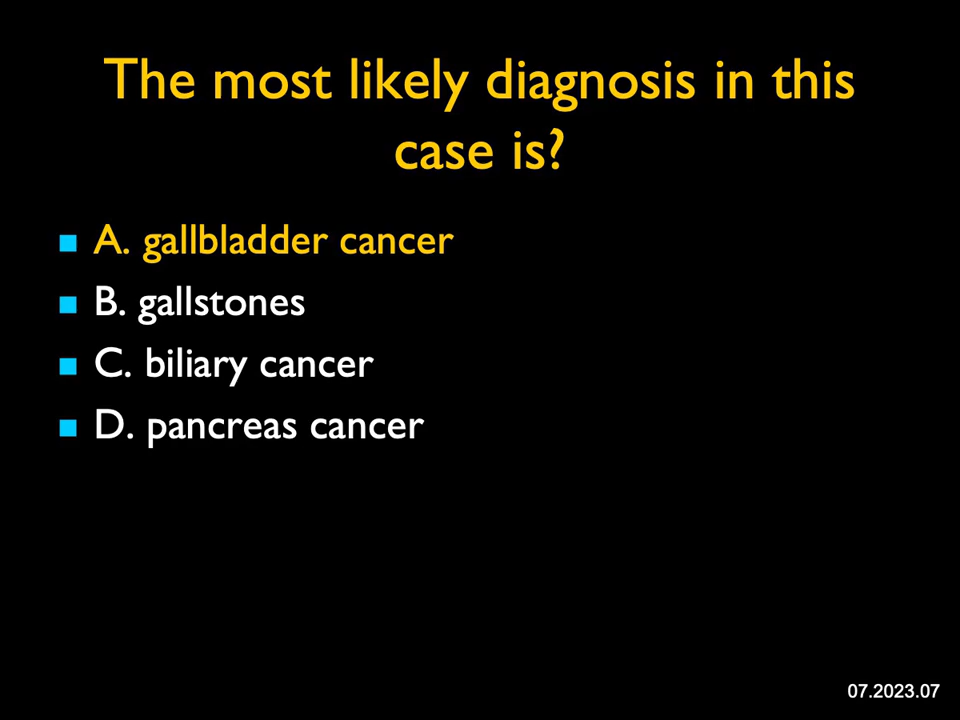 The most likely diagnosis in this
case is?
A. gallbladder cancer
B. gallstones
C. biliary cancer
D. pancreas cancer
07.2023.07